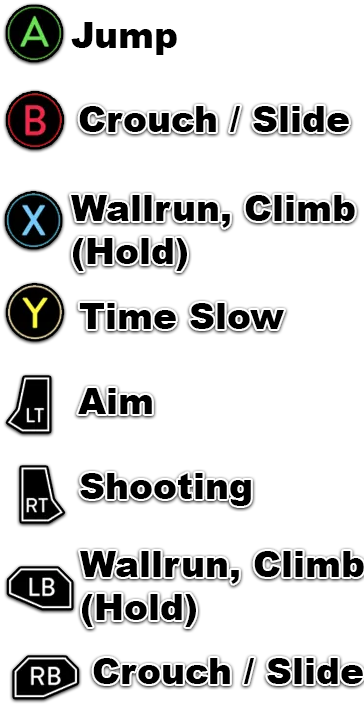 A Jump
B Crouch / Slide
X Wallrun, Climb
(Hold)
Y Time Slow
LT Aim
RT Shooting
LB Wallrun, Climb
(Hold)
RB Crouch / Slide